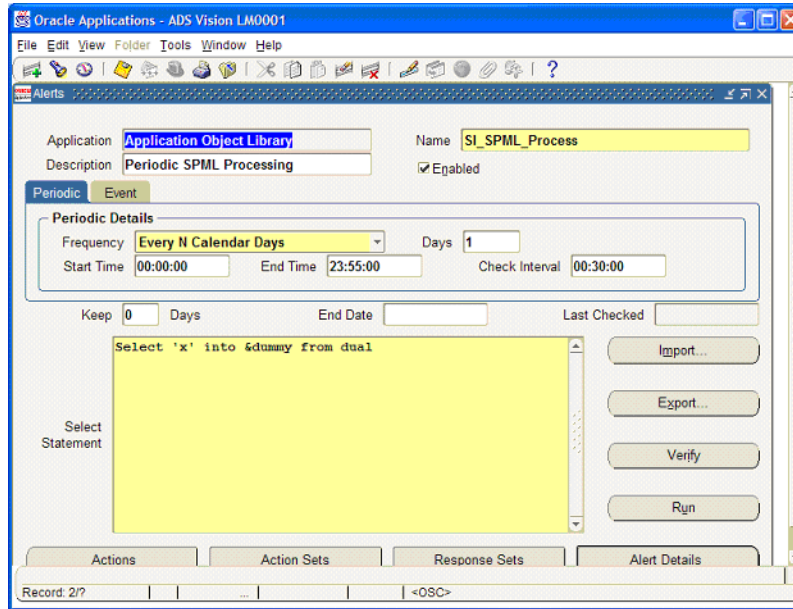 Oracle Applications - ADS Vision LM0001
File Edit View Folder Tools Window Help
Alerts
Application Application Object Library Name SI_SPML_Process
Description Periodic SPML Processing Enabled
Periodic Event
Periodic Details
Frequency Every N Calendar Days Days 1
Start Time 00:00:00 End Time 23:55:00 Check Interval 00:30:00
Keep 0 Days End Date Last Checked
Select 'x' into &dummy from dual
Import...
Export...
Select
Statement
Verify
Run
Actions Action Sets Response Sets Alert Details
Record: 2/? ... <OSC>